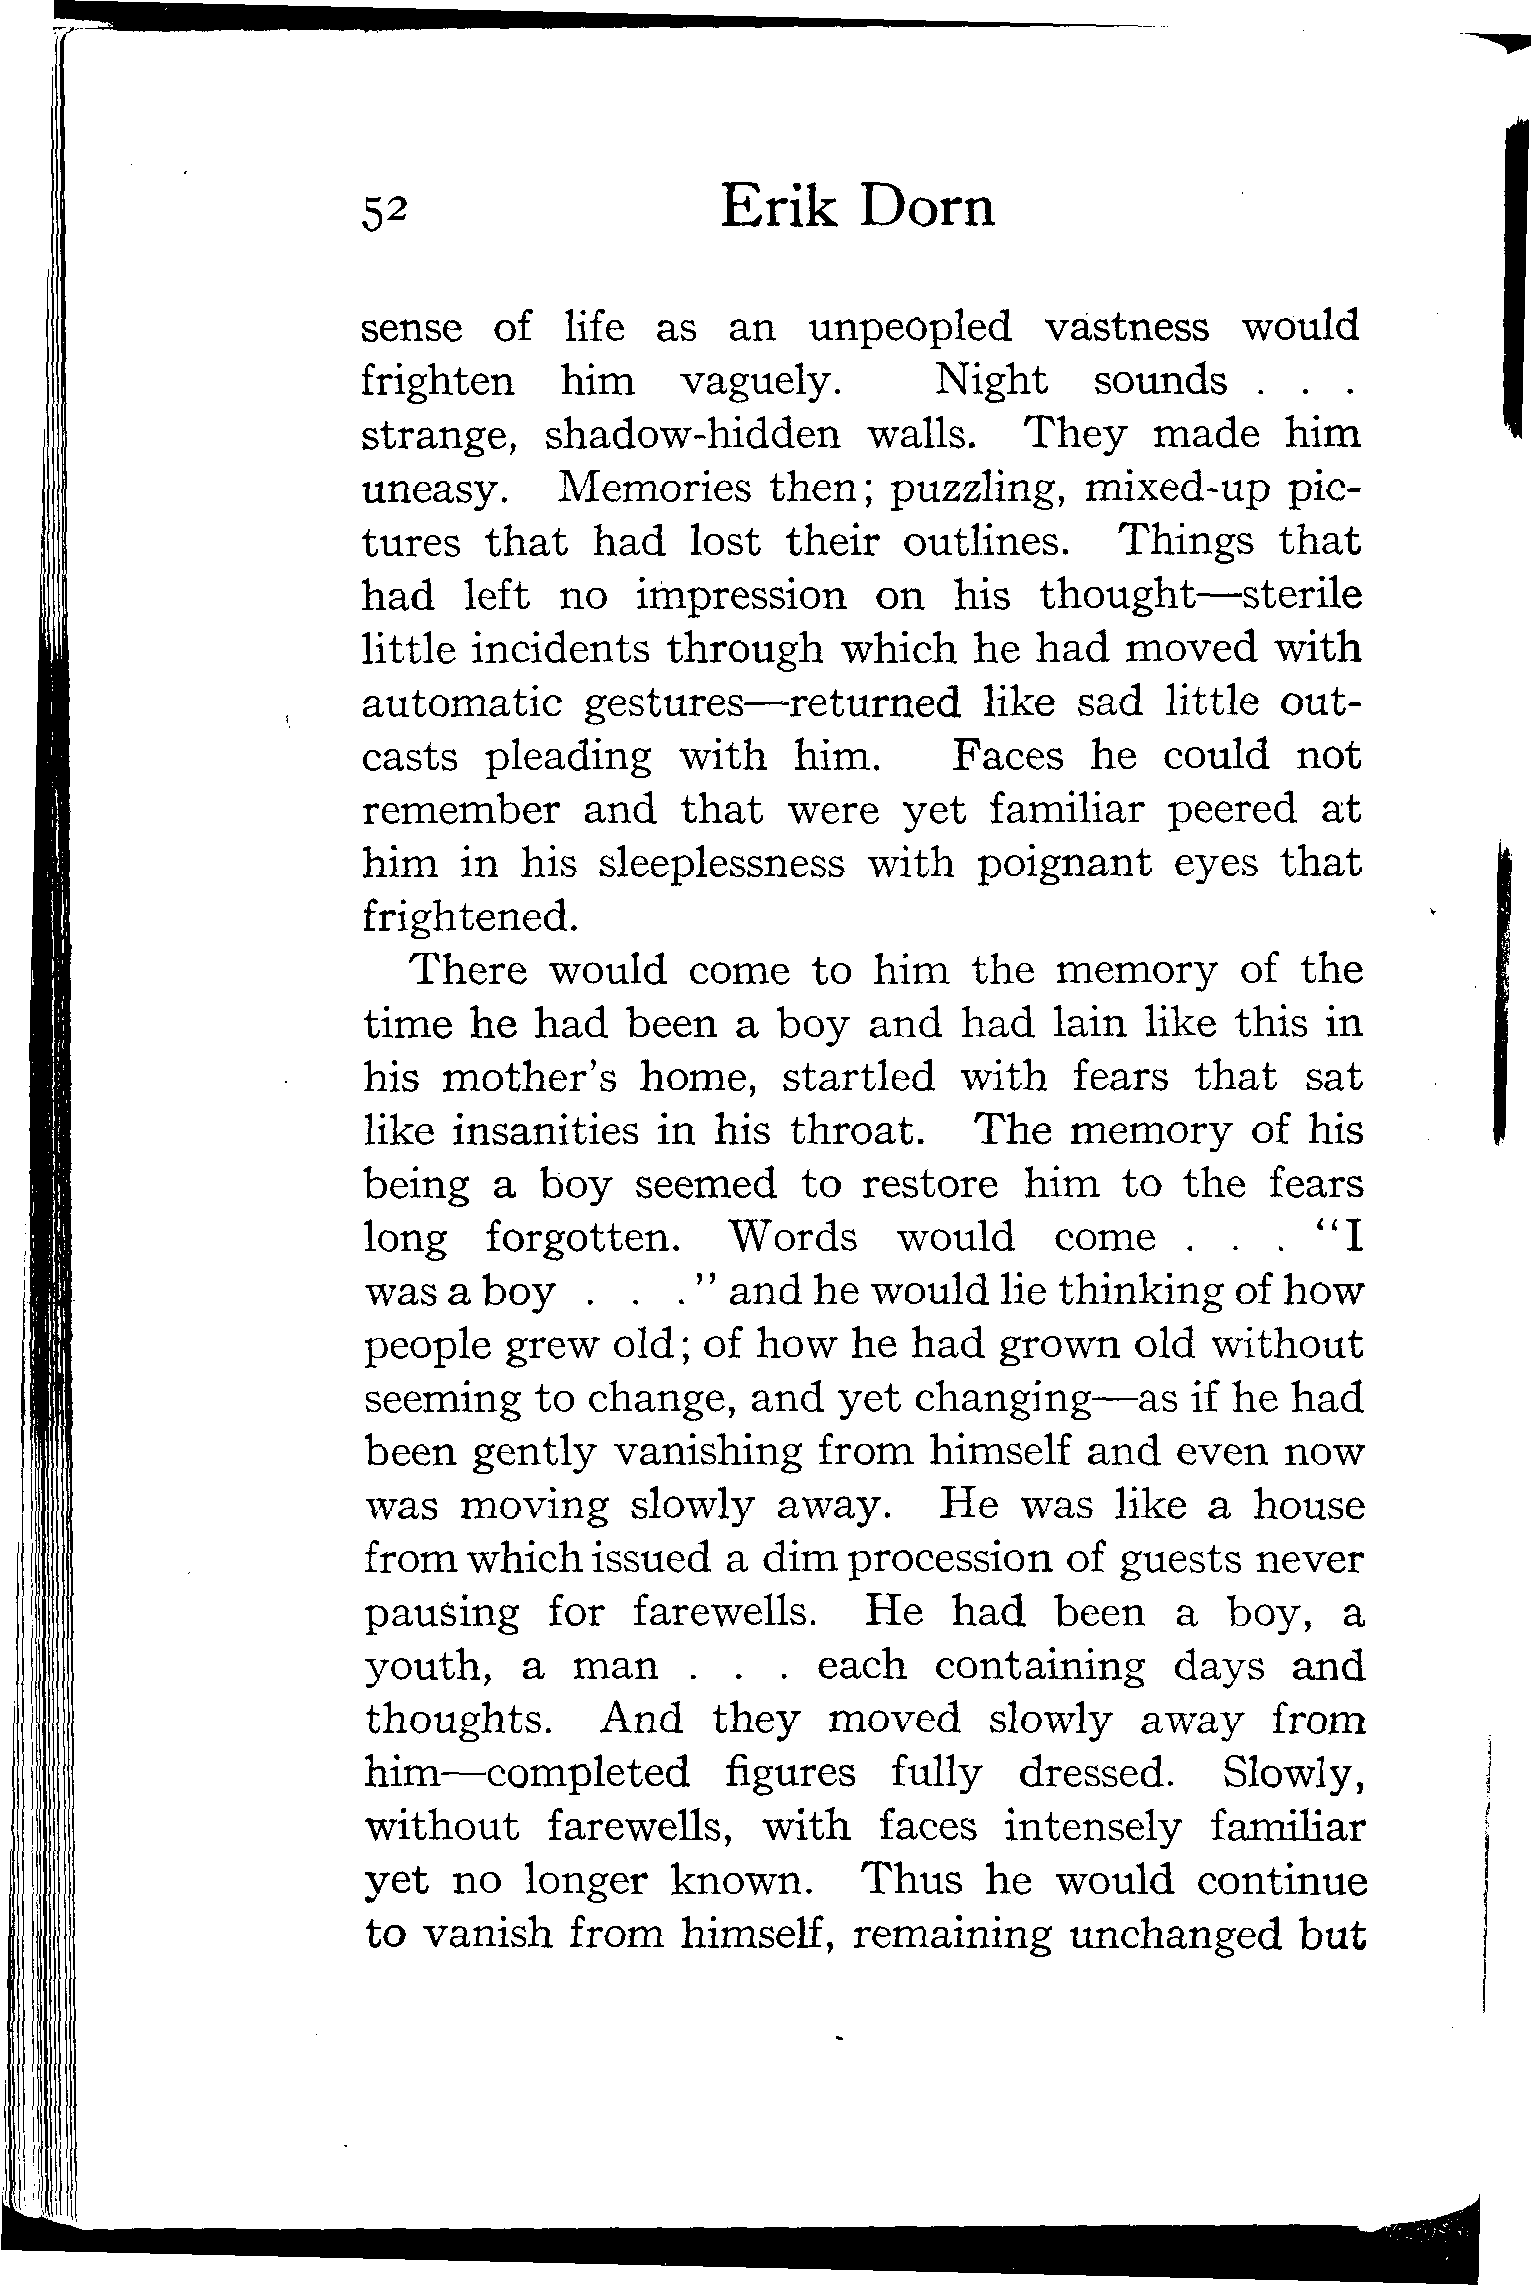 52 Erik Dorn
sense of life as an unpeopled vastness would
frighten him vaguely. Night sounds . . .
strange, shadow-hidden walls. They made him
uneasy. Memories then; puzzling, mixed-up pic-
tures that had lost their outlines. Things that
had left no impression on his thought—sterile
little incidents through which he had moved with
automatic gestures—returned like sad little out-
casts pleading with him. Faces he could not
remember and that were yet familiar peered at
him in his sleeplessness with poignant eyes that
frightened.
There would come to him the memory of the
time he had been a boy and had lain like this in
his mother's home, startled with fears that sat
like insanities in his throat. The memory of his
being a boy seemed to restore him to the fears
long forgotten. Words would come . . . "I
was a boy . . ." and he would lie thinking of how
people grew old; of how he had grown old without
seeming to change, and yet changing—as if he had
been gently vanishing from himself and even now
was moving slowly away. He was like a house
from which issued a dim procession of guests never
pausing for farewells. He had been a boy, a
youth, a man . . . each containing days and
thoughts. And they moved slowly away from
him—completed figures fully dressed. Slowly,
without farewells, with faces intensely familiar
yet no longer known. Thus he would continue
to vanish from himself, remaining unchanged but